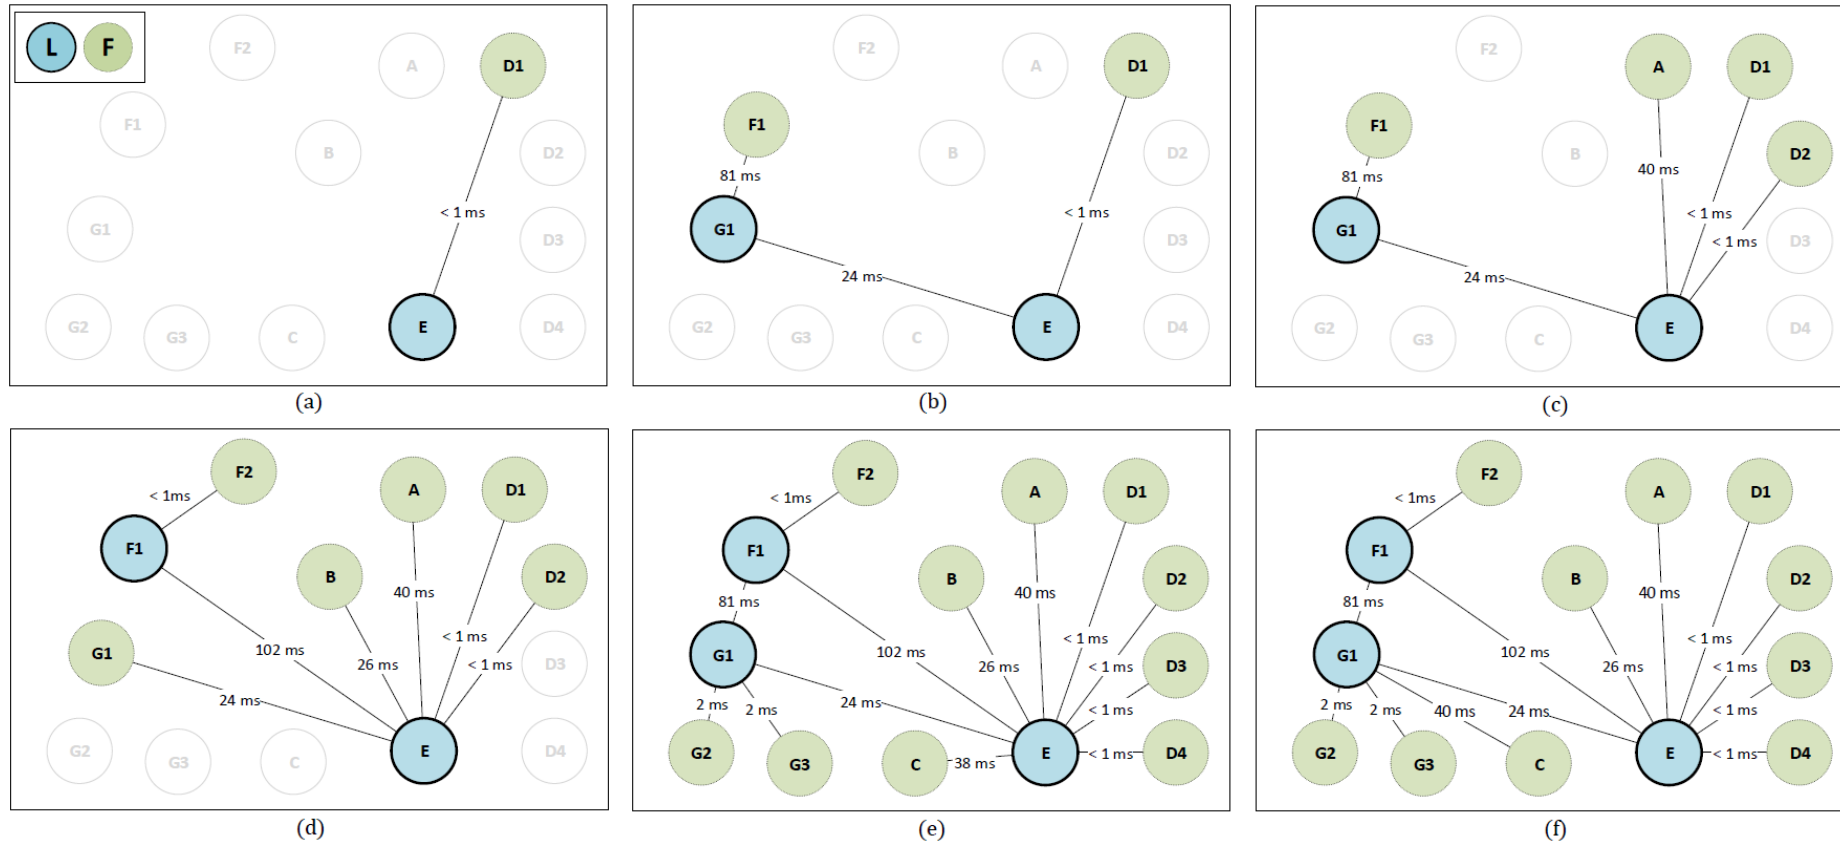 L F
F2
A
D1
F1
B
D2
< 1 ms
G1
D3
G2
G3
C
E
D4
(a)
F2
A
D1
F1
B
D2
81 ms
< 1 ms
G1
D3
24 ms
G2
G3
C
E
D4
(b)
F2
A
D1
F1
B
D2
81 ms
40 ms
< 1 ms
G1
< 1 ms
D3
24 ms
G2
G3
C
E
D4
(c)
F2
A
D1
< 1ms
F1
B
D2
40 ms
< 1 ms
G1
102 ms
26 ms
< 1 ms
D3
24 ms
G2
G3
C
E
D4
(d)
F2
A
D1
< 1ms
F1
B
D2
81 ms
40 ms
< 1 ms
G1
102 ms
26 ms
< 1 ms
D3
2 ms
2 ms
24 ms
< 1 ms
G2
G3
C
38 ms
E
< 1 ms
D4
(e)
F2
A
D1
< 1ms
F1
B
D2
81 ms
40 ms
< 1 ms
G1
102 ms
26 ms
< 1 ms
D3
2 ms
2 ms
40 ms
24 ms
< 1 ms
G2
G3
C
E
< 1 ms
D4
(f)